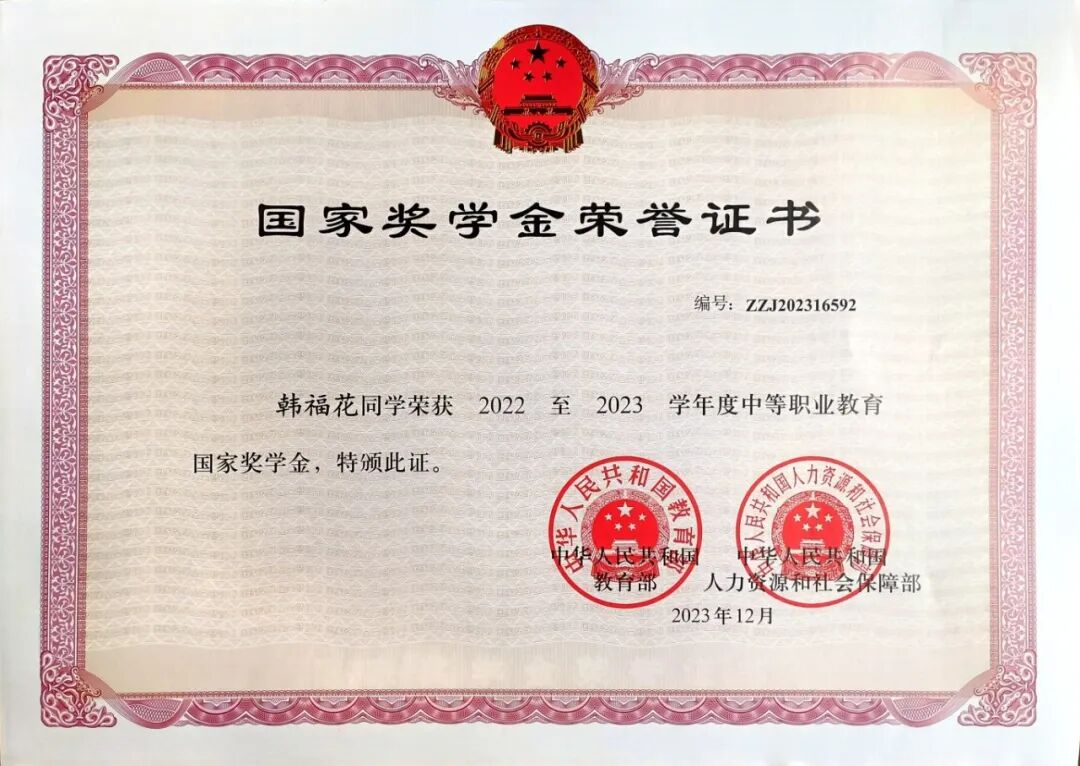 国家奖学金荣誉证书
编号：ZZJ202316592
韩福花同学荣获 2022 至 2023 学年度中等职业教育
国家奖学金，特颁此证。
中华人民共和国教育部
中华人民共和国人力资源和社会保障部
中华人民共和国 中华人民共和国
教育部 人力资源和社会保障部
2023年12月